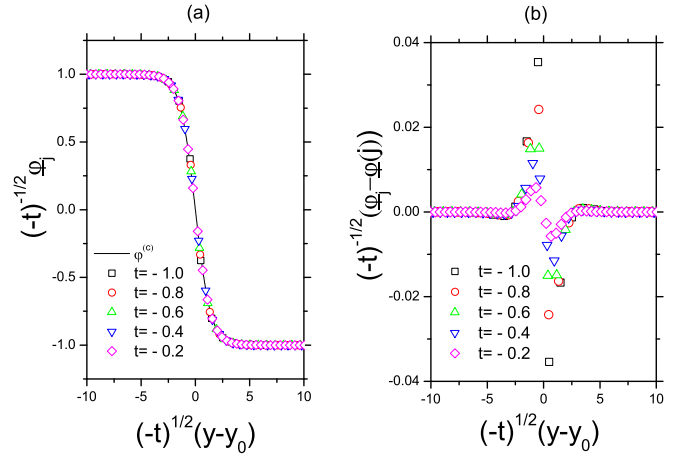 (a)
(-t)^{-1/2} φ_j
1.0
0.5
0.0
-0.5
-1.0
φ^{(c)}
t= - 1.0
t= - 0.8
t= - 0.6
t= - 0.4
t= - 0.2
-10
-5
0
5
10
(-t)^{1/2}(y-y_0)
(b)
(-t)^{-1/2}(φ_j-φ(j))
0.04
0.02
0.00
-0.02
-0.04
t= - 1.0
t= - 0.8
t= - 0.6
t= - 0.4
t= - 0.2
-10
-5
0
5
10
(-t)^{1/2}(y-y_0)